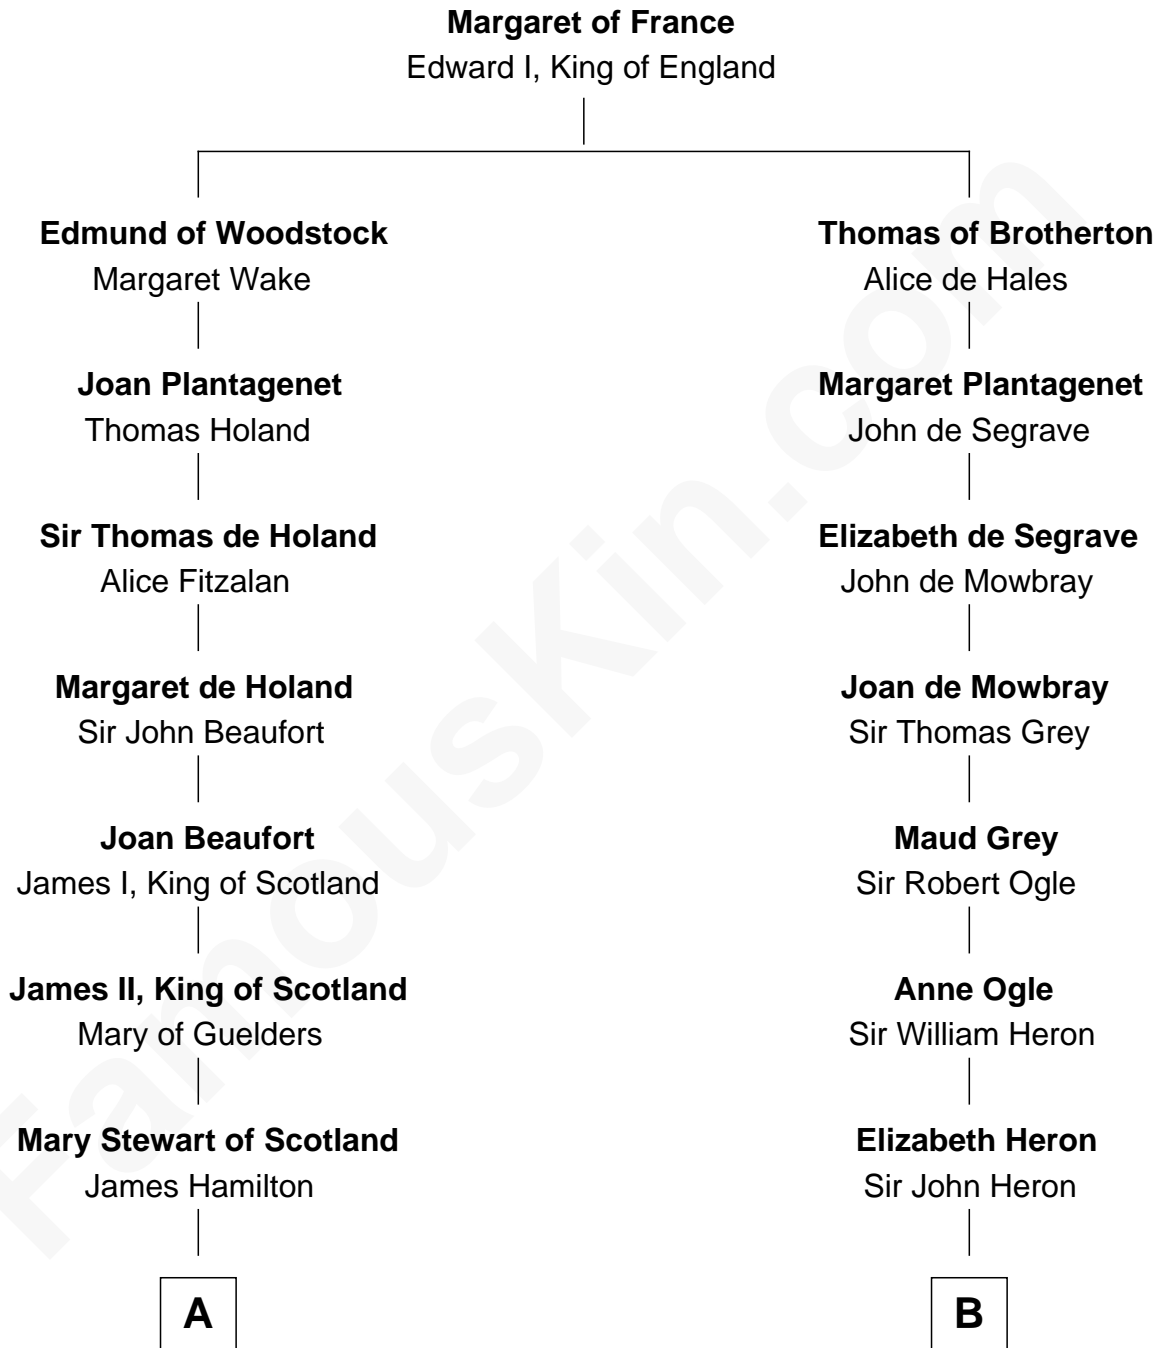 Margaret of France
Edward I, King of England
Edmund of Woodstock
Margaret Wake
Thomas of Brotherton
Alice de Hales
Joan Plantagenet
Thomas Holand
Margaret Plantagenet
John de Segrave
Sir Thomas de Holand
Alice Fitzalan
Elizabeth de Segrave
John de Mowbray
Margaret de Holand
Sir John Beaufort
Joan de Mowbray
Sir Thomas Grey
Joan Beaufort
James I, King of Scotland
Maud Grey
Sir Robert Ogle
James II, King of Scotland
Mary of Guelders
Anne Ogle
Sir William Heron
Mary Stewart of Scotland
James Hamilton
Elizabeth Heron
Sir John Heron
A
B
FamousKin.com